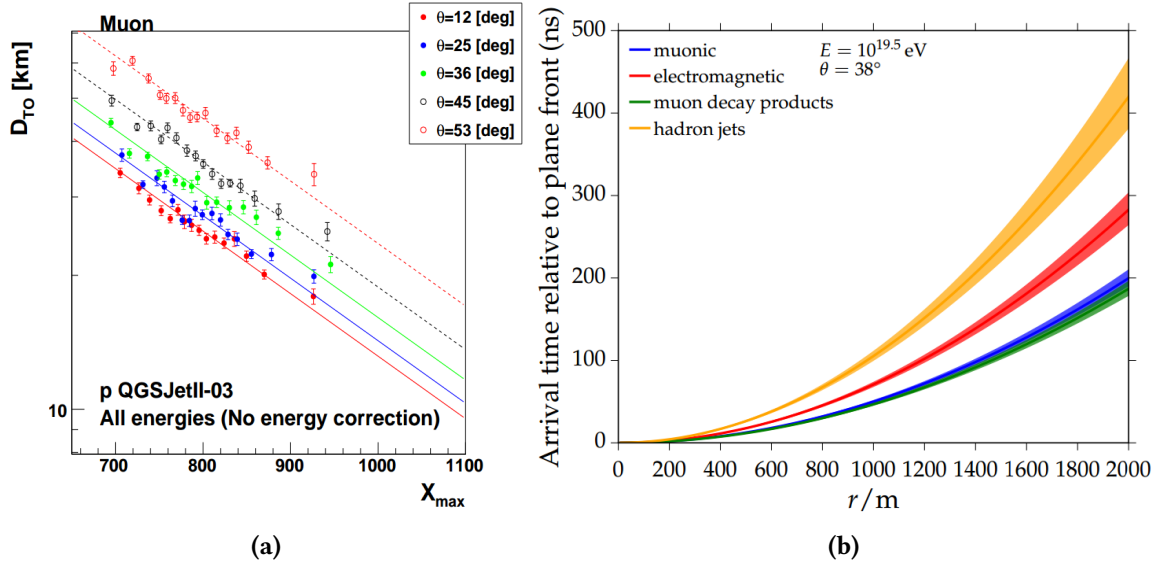 Muon
D_TO [km]
θ=12 [deg]
θ=25 [deg]
θ=36 [deg]
θ=45 [deg]
θ=53 [deg]
10
p QGSJetII-03
All energies (No energy correction)
700 800 900 1000 1100
X_max
(a)
Arrival time relative to plane front (ns)
500
400
300
200
100
0
muonic
electromagnetic
muon decay products
hadron jets
E = 10^19.5 eV
θ = 38°
0 200 400 600 800 1000 1200 1400 1600 1800 2000
r/m
(b)